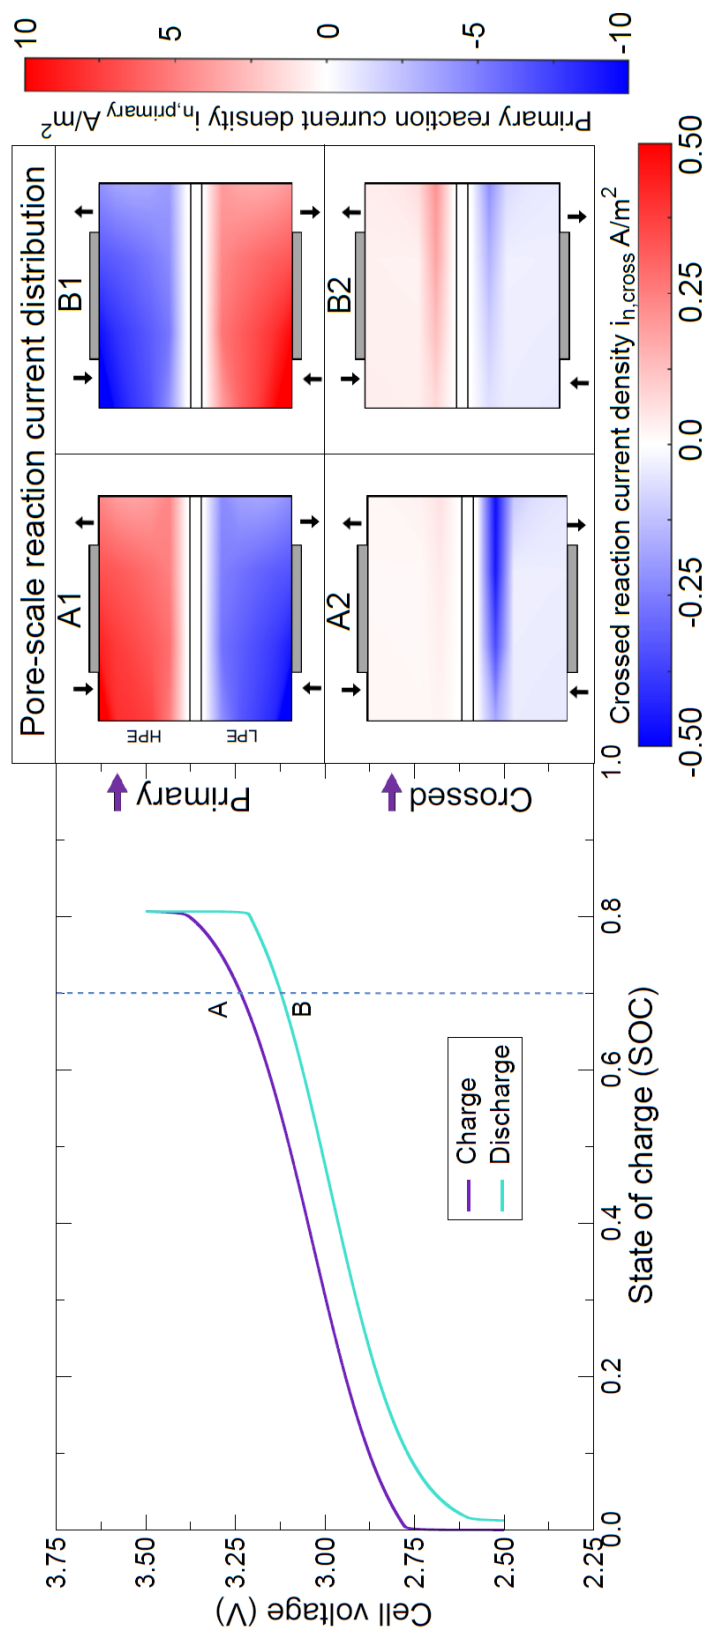 Pore-scale reaction current distribution
A1
B1
HPE
LPE
A2
B2
Primary
Crossed
Primary reaction current density i_n,primary A/m²
10
5
0
-5
-10
Crossed reaction current density i_n,cross A/m²
-0.50
-0.25
0.0
0.25
0.50
Cell voltage (V)
3.75
3.50
3.25
3.00
2.75
2.50
2.25
A
B
Charge
Discharge
0.0
0.2
0.4
0.6
0.8
1.0
State of charge (SOC)